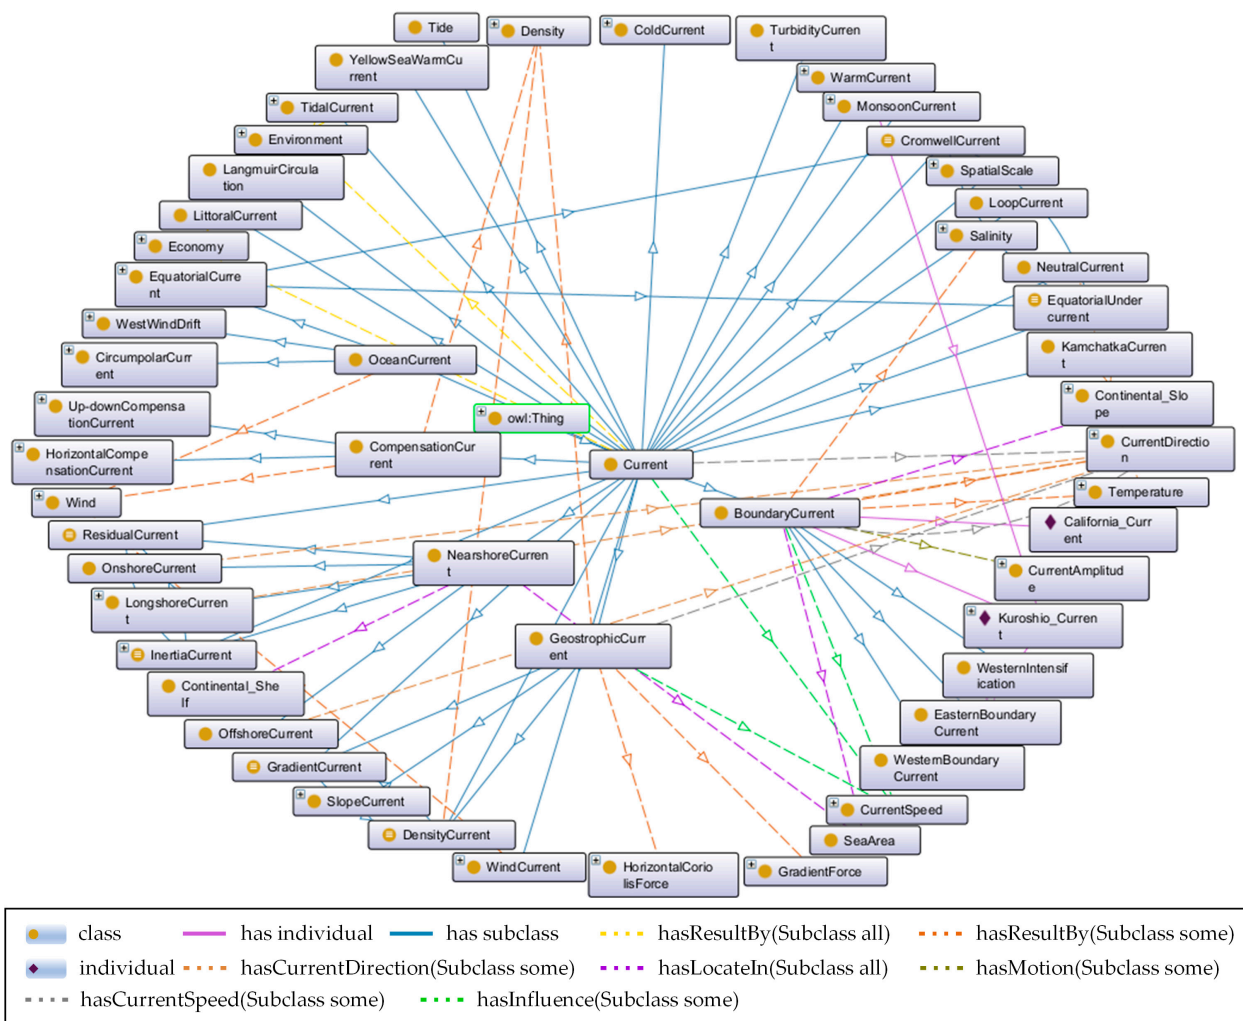 Tide
Density
ColdCurrent
TurbidityCurren
t
YellowSeaWarmCu
rrent
WarmCurrent
TidalCurrent
MonsoonCurrent
Environment
CromwellCurrent
LangmuirCircula
tion
SpatialScale
LittoralCurrent
LoopCurrent
Economy
Salinity
EquatorialCurre
nt
NeutralCurrent
EquatorialUnder
current
WestWindDrift
CircumpolarCurr
ent
OceanCurrent
KamchatkaCurren
t
Up-downCompensa
tionCurrent
owl:Thing
Continental_Slo
pe
HorizontalCompe
nsationCurrent
CompensationCur
rent
Current
CurrentDirectio
n
Wind
Temperature
BoundaryCurrent
California_Curr
ent
ResidualCurrent
OnshoreCurrent
NearshoreCurren
t
CurrentAmplitud
e
LongshoreCurren
t
Kuroshio_Curren
t
InertiaCurrent
GeostrophicCurr
ent
WesternIntensif
ication
Continental_She
lf
OffshoreCurrent
EasternBoundary
Current
GradientCurrent
WesternBoundary
Current
SlopeCurrent
CurrentSpeed
DensityCurrent
SeaArea
WindCurrent
HorizontalCorio
lisForce
GradientForce
class
has individual
has subclass
hasResultBy(Subclass all)
hasResultBy(Subclass some)
individual
hasCurrentDirection(Subclass some)
hasLocateIn(Subclass all)
hasMotion(Subclass some)
hasCurrentSpeed(Subclass some)
hasInfluence(Subclass some)